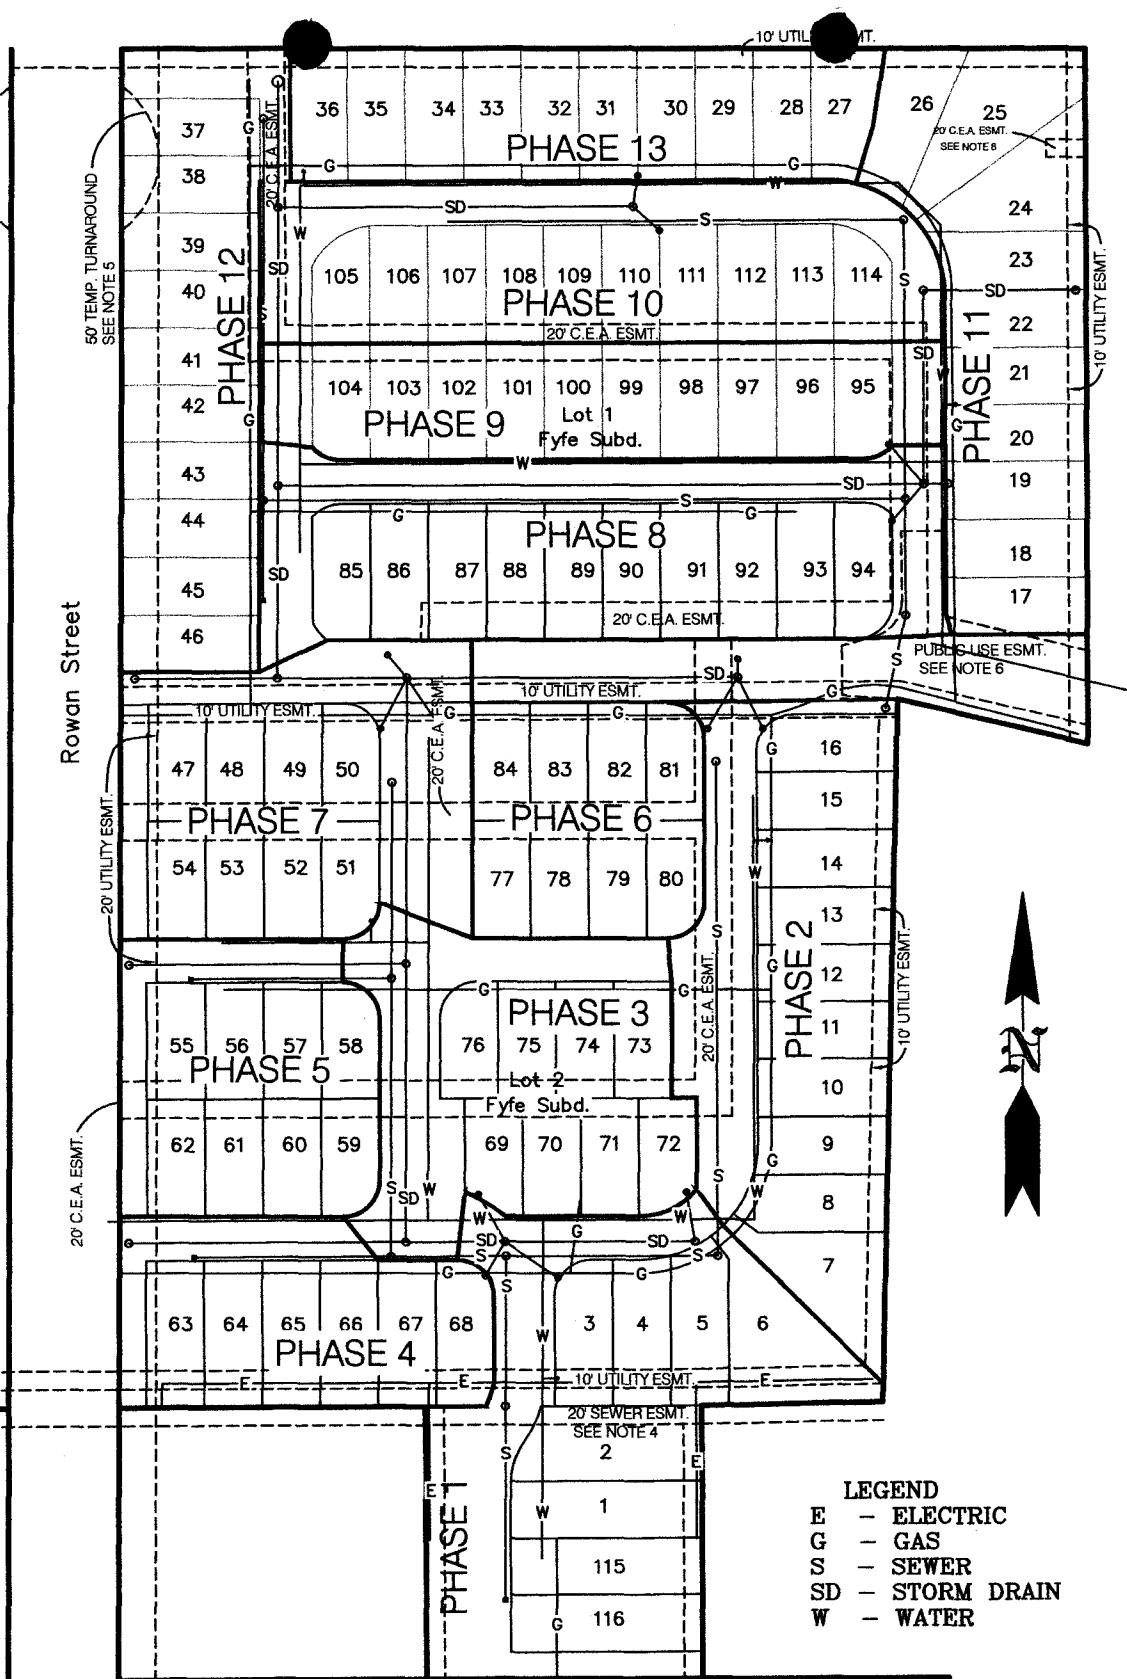 10' UTIL MT.
36 35 34 33 32 31 30 29 28 27 26 25
37
20' C.E.A. ESMT.
SEE NOTE 8
G
20' C.E.A. ESMT.
PHASE 13
G G
38
W
50' TEMP. TURNAROUND
SEE NOTE 5
SD
S
24
W
39
PHASE 12
SD
105 106 107 108 109 110 111 112 113 114
S
23
40
PHASE 10
SD
10' UTILITY ESMT.
S
20' C.E.A. ESMT.
22
41
SD
PHASE 11
W
21
104 103 102 101 100 99 98 97 96 95
42
G
PHASE 9
Lot 1
Fyfe Subd.
G
20
W
43
SD
19
S
G G
44
PHASE 8
18
SD
85 86 87 88 89 90 91 92 93 94
45
17
20' C.E.A. ESMT.
46
Rowan Street
PUBLIC USE ESMT.
SEE NOTE 6
S
SD
10' UTILITY ESMT.
G
10' UTILITY ESMT.
G G
20' C.E.A. ESMT.
G
16
47 48 49 50
84 83 82 81
15
PHASE 7
PHASE 6
20' UTILITY ESMT.
54 53 52 51
77 78 79 80
W
14
13
S
PHASE 2
10' UTILITY ESMT.
20' C.E.A. ESMT.
G
12
G G
PHASE 3
11
55 56 57 58
76 75 74 73
PHASE 5
Lot 2
Fyfe Subd.
10
N
62 61 60 59
69 70 71 72
9
G
20' C.E.A. ESMT.
S
SD
W
S
W
8
W W
G
SD SD
S S
7
G G
S
63 64 65 66 67 68
3 4 5 6
W
PHASE 4
E E
10' UTILITY ESMT.
E
20' SEWER ESMT.
SEE NOTE 4
2
S
E
E
PHASE 1
1
W
115
116
G
LEGEND
E – ELECTRIC
G – GAS
S – SEWER
SD – STORM DRAIN
W – WATER